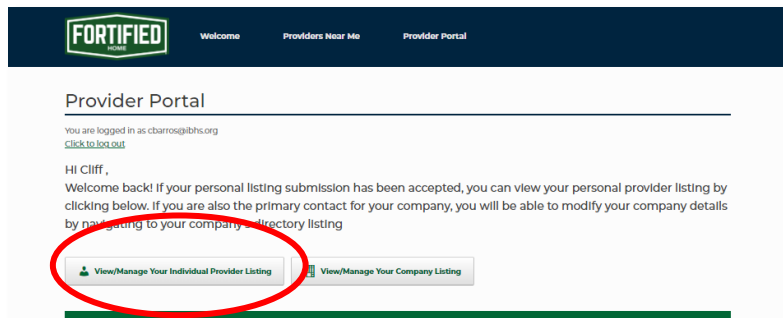 FORTIFIED
HOME
Welcome Providers Near Me Provider Portal
Provider Portal
You are logged in as cbarros@ibhs.org
Click to log out
Hi Cliff ,
Welcome back! If your personal listing submission has been accepted, you can view your personal provider listing by
clicking below. If you are also the primary contact for your company, you will be able to modify your company details
by navigating to your company's directory listing
View/Manage Your Individual Provider Listing View/Manage Your Company Listing